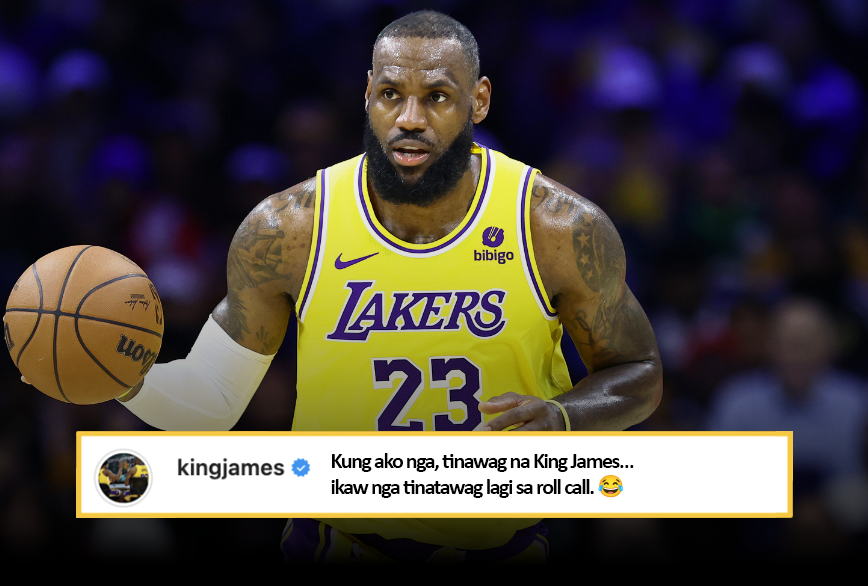 bibigo
LAKERS
23
Wilson
kingjames
Kung ako nga, tinawag na King James...
ikaw nga tinatawag lagi sa roll call. 😂